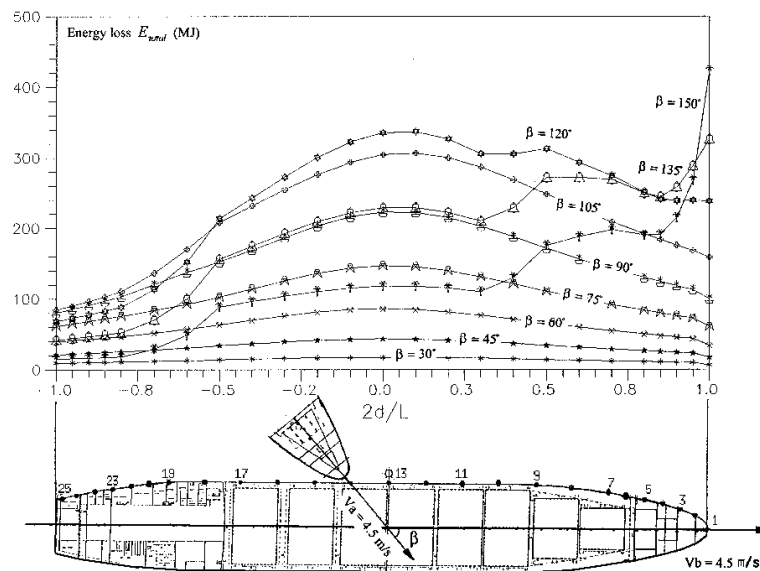 500
Energy loss E_total (MJ)
400
β = 150°
β = 120°
300
β = 135°
β = 105°
200
β = 90°
β = 75°
100
β = 60°
β = 45°
β = 30°
0
-1.0 -0.8 -0.5 -0.2 0.0 0.2 0.5 0.8 1.0
2d/L
25 23 19 17 13 11 9 7 5 3 1
Va = 4.5 m/s
β
Vb = 4.5 m/s